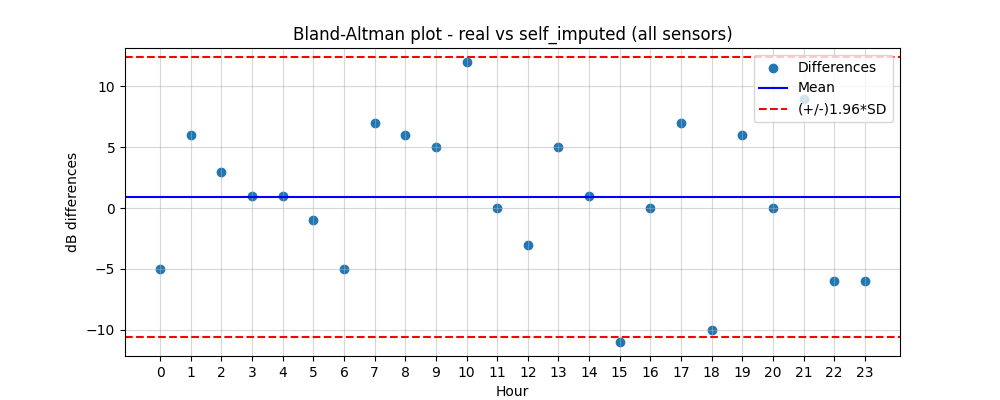 Bland-Altman plot - real vs self_imputed (all sensors)
Differences
Mean
(+/-)1.96*SD
dB differences
10
5
0
−5
−10
0 1 2 3 4 5 6 7 8 9 10 11 12 13 14 15 16 17 18 19 20 21 22 23
Hour